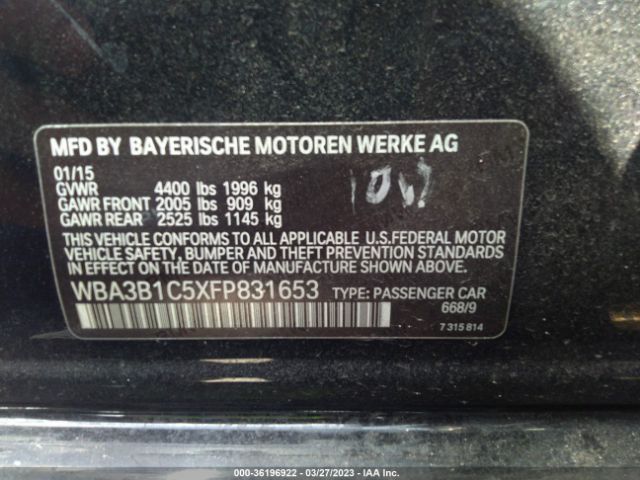 MFD BY BAYERISCHE MOTOREN WERKE AG
01/15
GVWR 4400 lbs 1996 kg
GAWR FRONT 2005 lbs 909 kg
GAWR REAR 2525 lbs 1145 kg
THIS VEHICLE CONFORMS TO ALL APPLICABLE U.S.FEDERAL MOTOR
VEHICLE SAFETY, BUMPER AND THEFT PREVENTION STANDARDS
IN EFFECT ON THE DATE OF MANUFACTURE SHOWN ABOVE.
WBA3B1C5XFP831653 TYPE: PASSENGER CAR
668/9
7 315 814
000-36196922 - 03/27/2023 - IAA Inc.